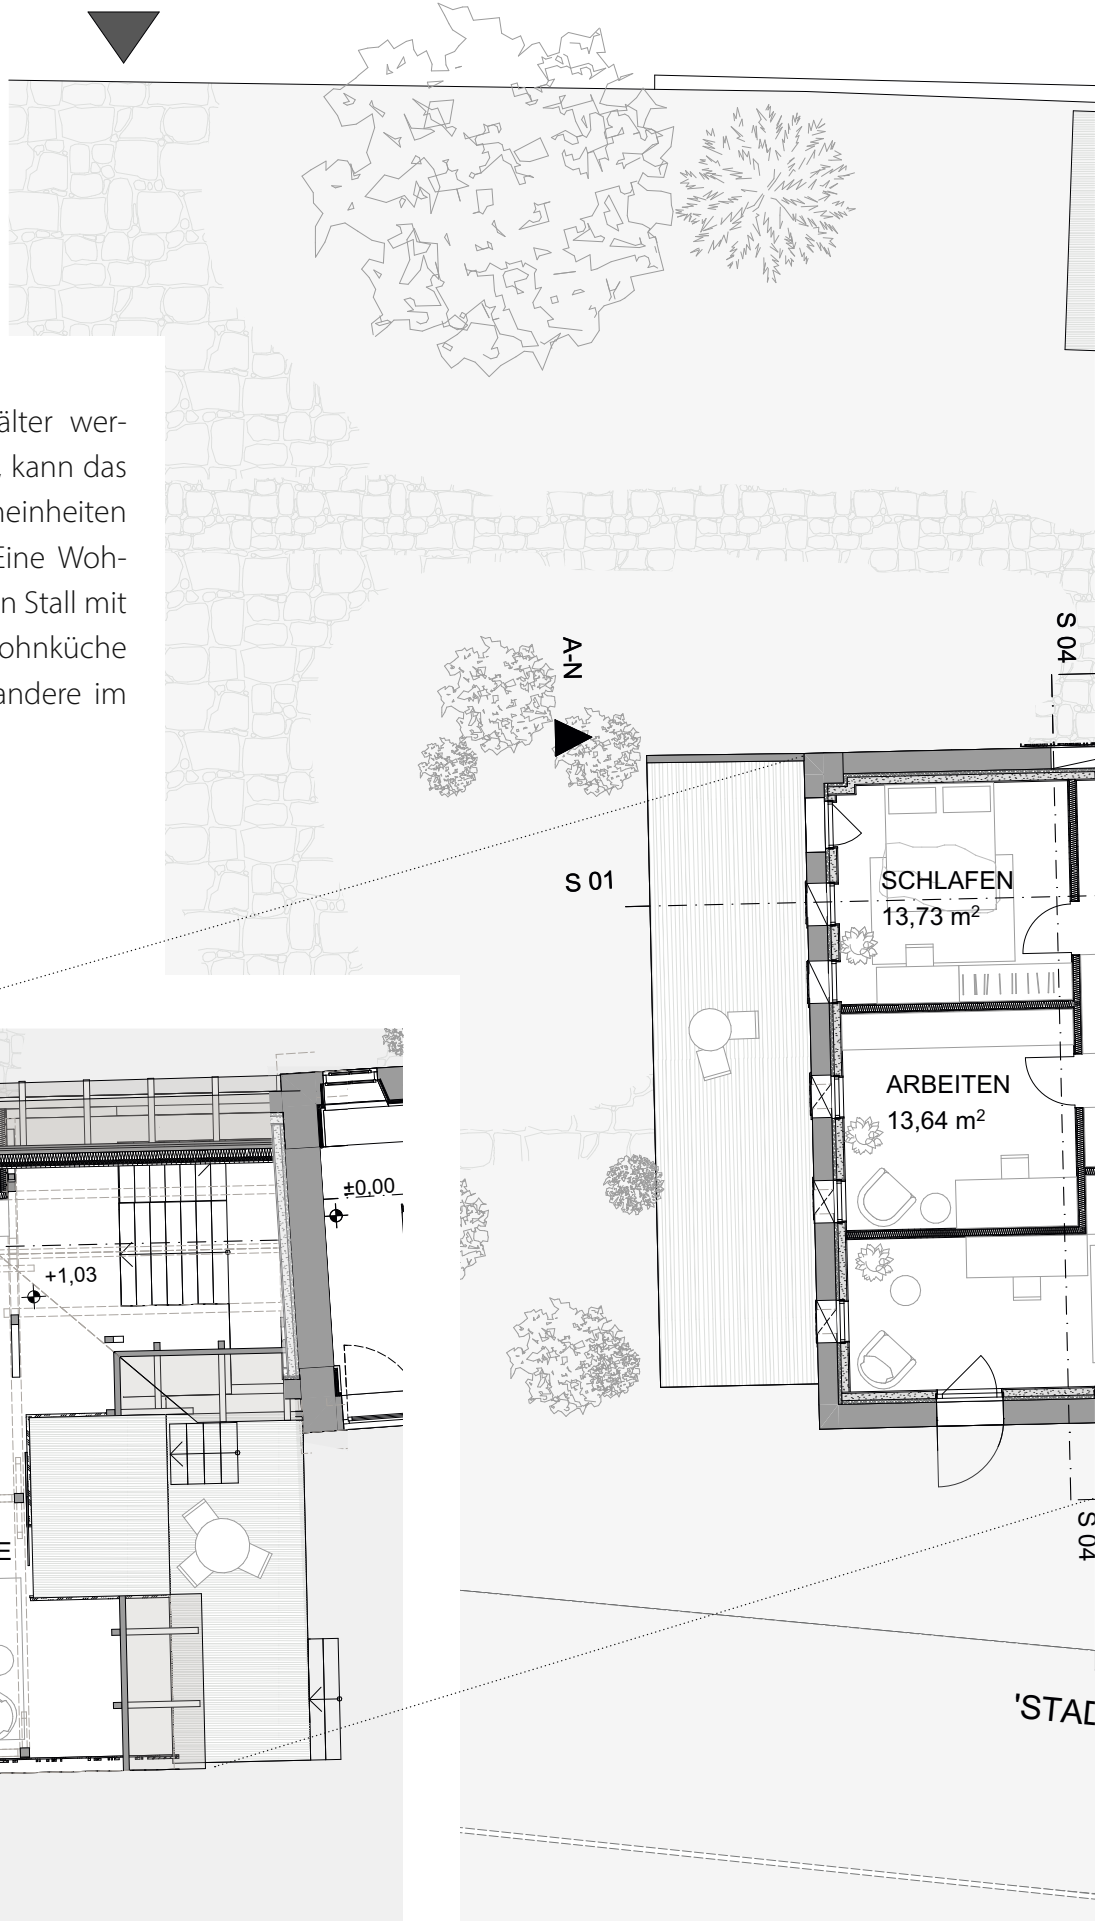 älter wer-
kann das
neinheiten
Eine Woh-
n Stall mit
ohnküche
andere im
A-N
S 04
S 01
SCHLAFEN
13,73 m²
ARBEITEN
13,64 m²
±0,00
+1,03
E
S 04
'STAD